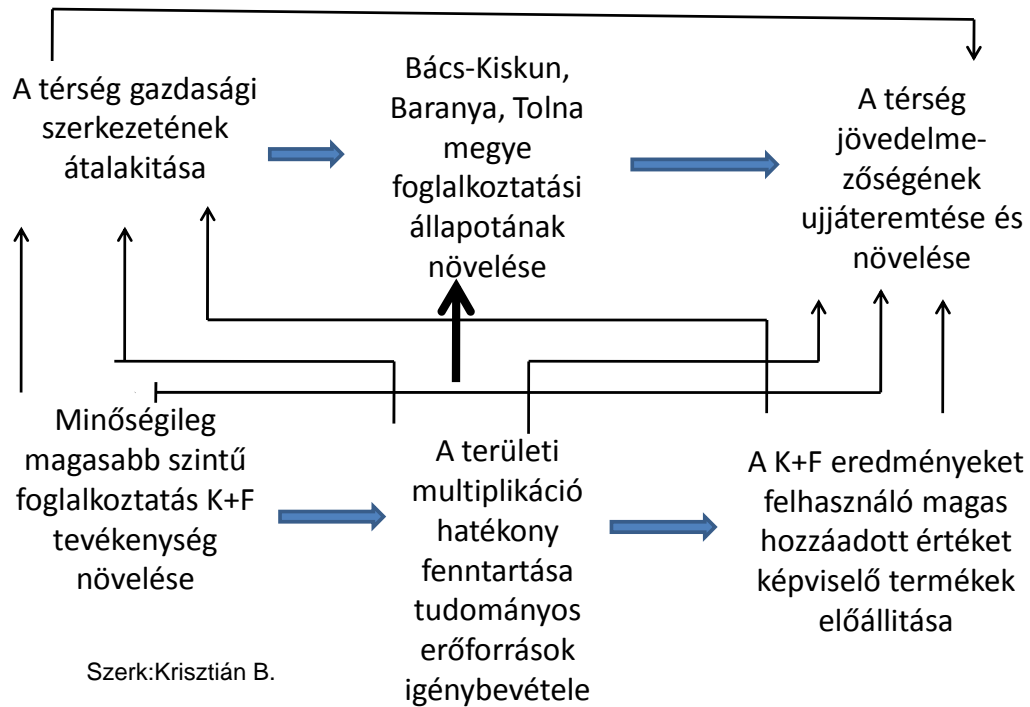 A térség gazdasági
szerkezetének
átalakitása
Bács-Kiskun,
Baranya, Tolna
megye
foglalkoztatási
állapotának
növelése
A térség
jövedelme-
zőségének
ujjáteremtése és
növelése
Minőségileg
magasabb szintű
foglalkoztatás K+F
tevékenység
növelése
A területi
multiplikáció
hatékony
fenntartása
tudományos
erőforrások
igénybevétele
A K+F eredményeket
felhasználó magas
hozzáadott értéket
képviselő termékek
előállitása
Szerk:Krisztián B.